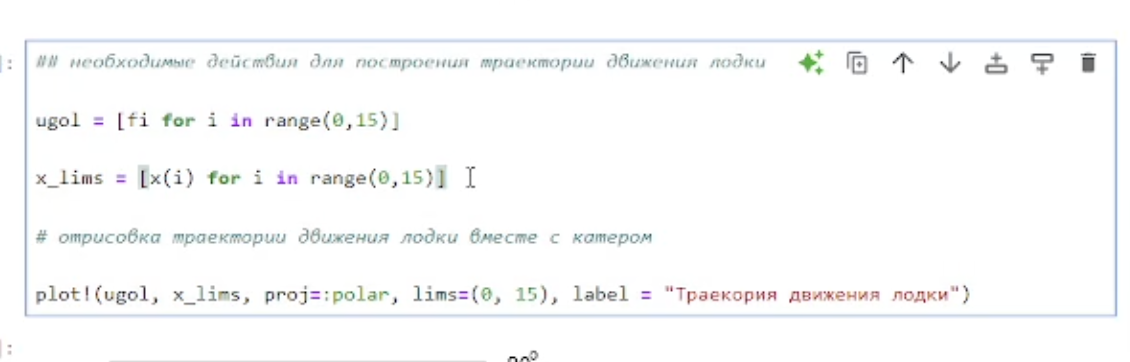 ]:
## необходимые действия для построения траектории движения лодки
ugol = [fi for i in range(0,15)]
x_lims = [x(i) for i in range(0,15)]
# отрисовка траектории движения лодки вместе с катером
plot!(ugol, x_lims, proj=:polar, lims=(0, 15), label = "Траекория движения лодки")
]: